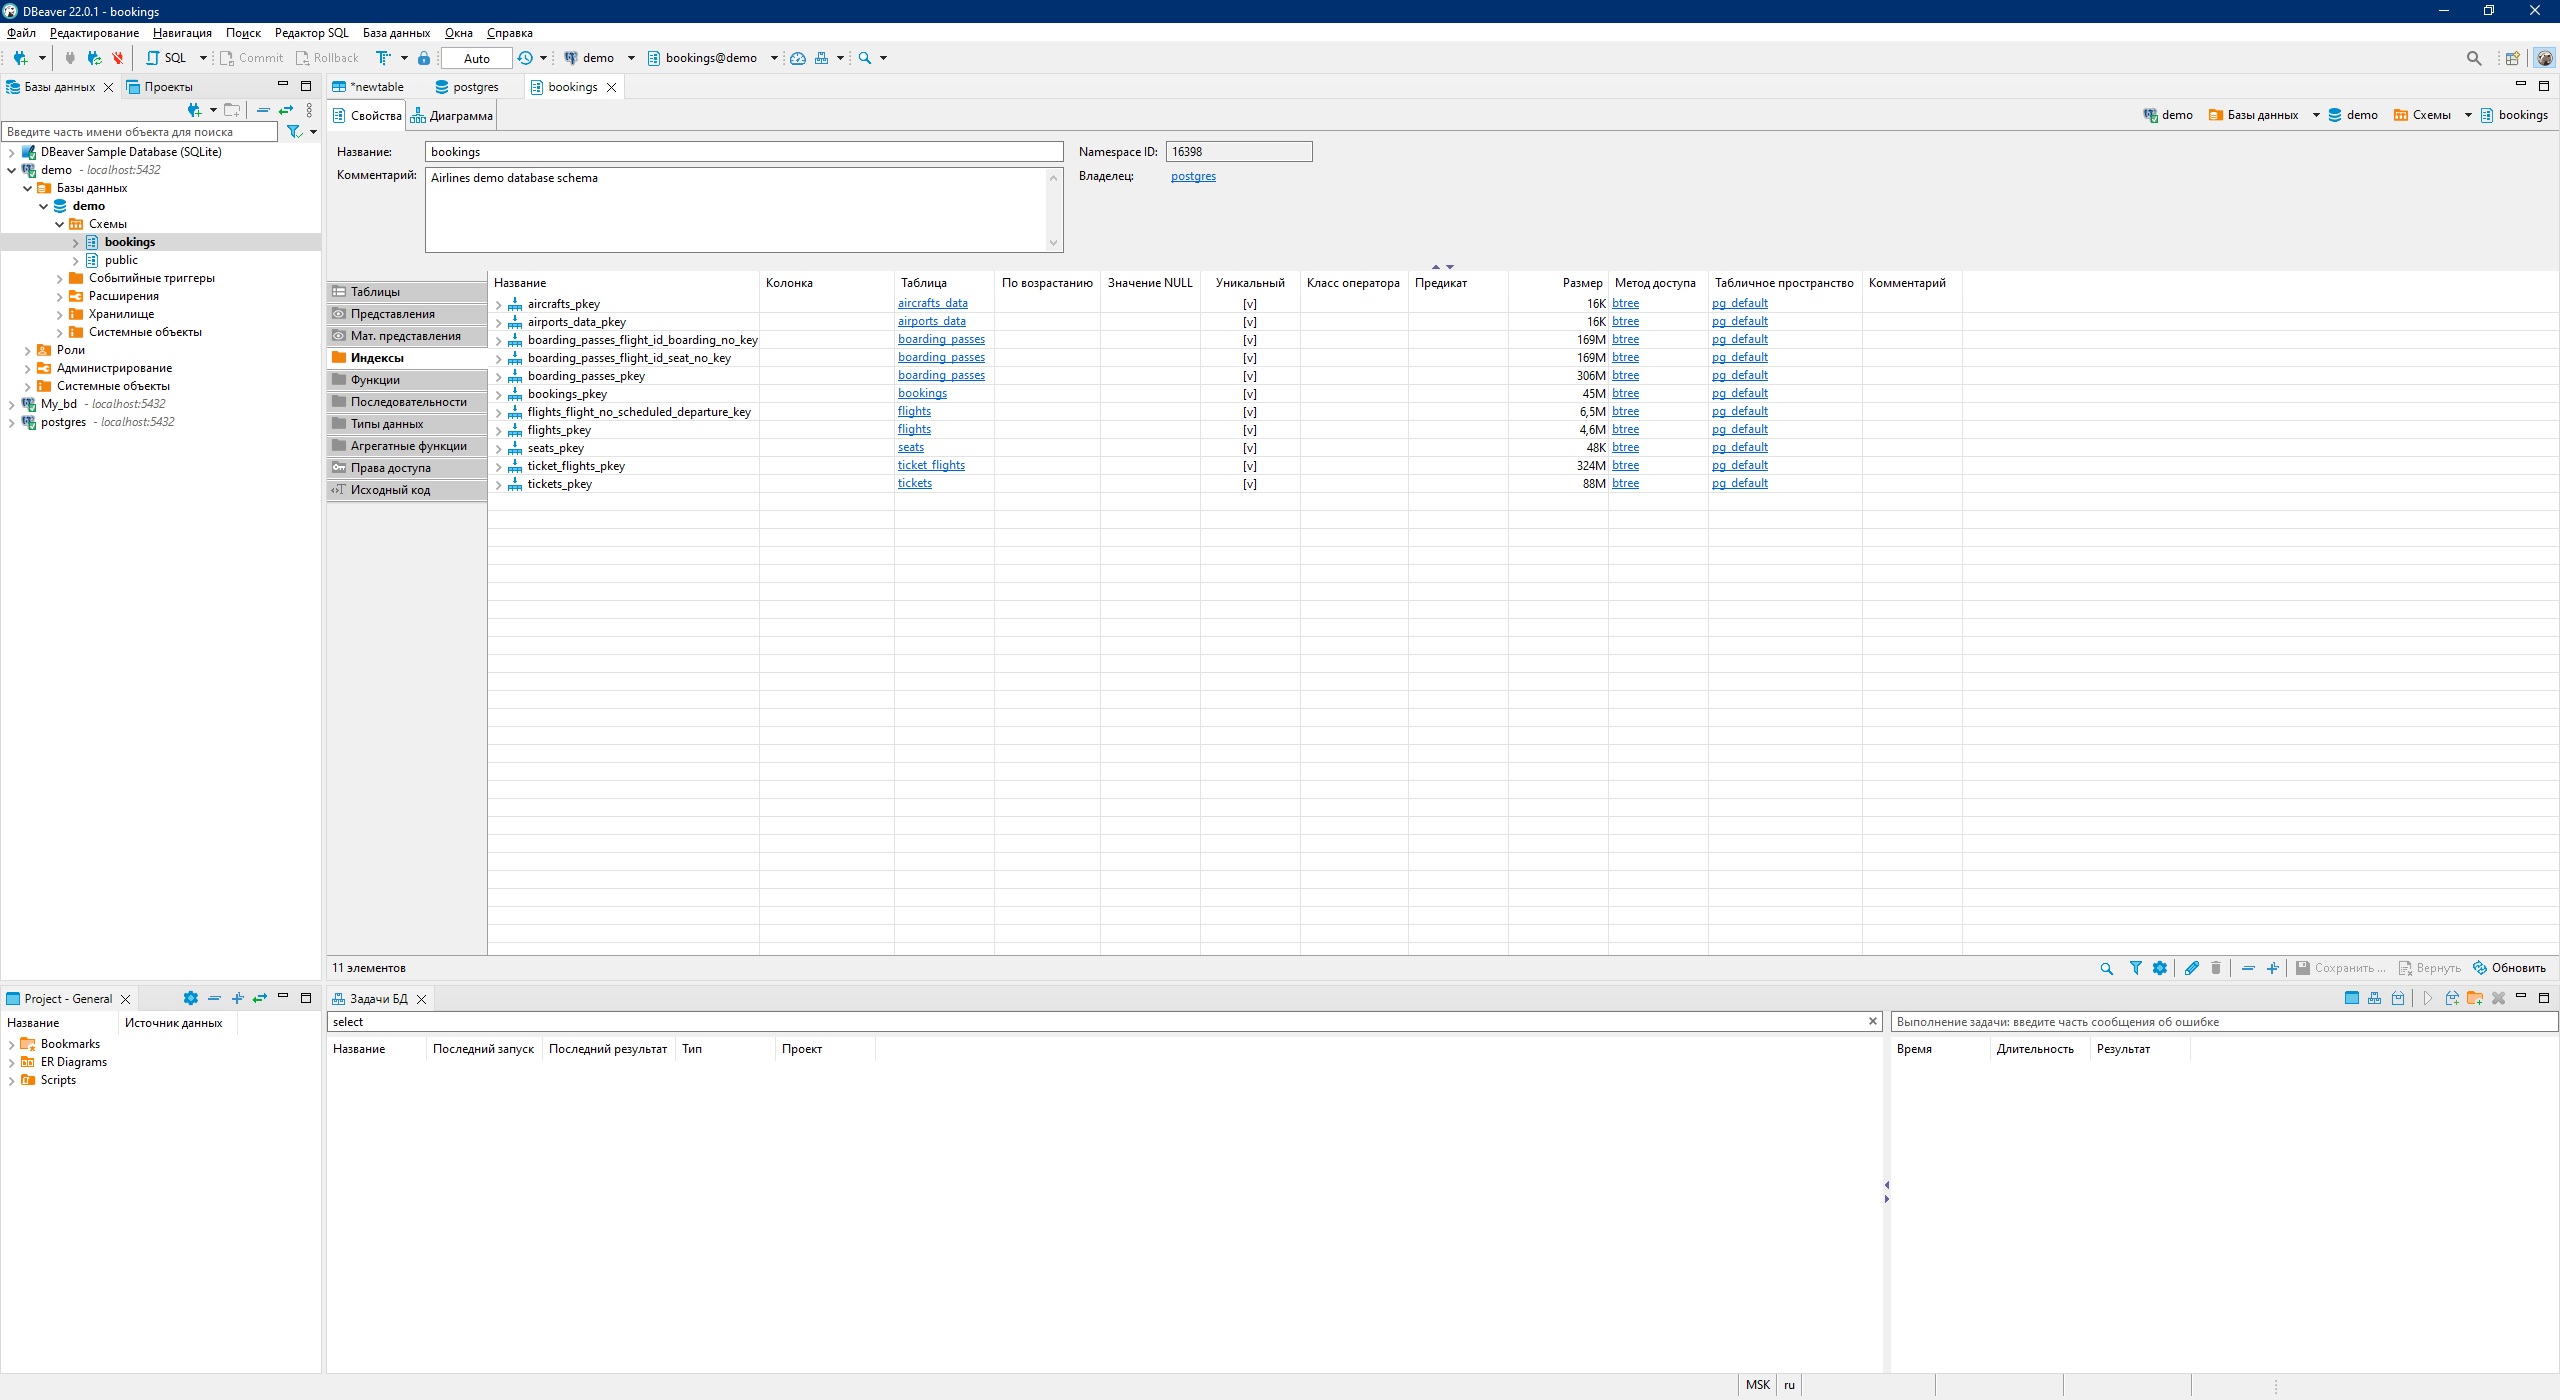 DBeaver 22.0.1 - bookings
Файл Редактирование Навигация Поиск Редактор SQL База данных Окна Справка
SQL Commit Rollback Auto demo bookings@demo
Базы данных Проекты
Введите часть имени объекта для поиска
DBeaver Sample Database (SQLite)
demo - localhost:5432
Базы данных
demo
Схемы
bookings
public
Событийные триггеры
Расширения
Хранилище
Системные объекты
Роли
Администрирование
Системные объекты
My_bd - localhost:5432
postgres - localhost:5432
*newtable postgres bookings
Свойства Диаграмма
demo Базы данных demo Схемы bookings
Название: bookings
Namespace ID: 16398
Комментарий: Airlines demo database schema
Владелец: postgres
Таблицы
Представления
Мат. представления
Индексы
Функции
Последовательности
Типы данных
Агрегатные функции
Права доступа
Исходный код
Название Колонка Таблица По возрастанию Значение NULL Уникальный Класс оператора Предикат Размер Метод доступа Табличное пространство Комментарий
aircrafts_pkey aircrafts_data [v] 16K btree pg_default
airports_data_pkey airports_data [v] 16K btree pg_default
boarding_passes_flight_id_boarding_no_key boarding_passes [v] 169M btree pg_default
boarding_passes_flight_id_seat_no_key boarding_passes [v] 169M btree pg_default
boarding_passes_pkey boarding_passes [v] 306M btree pg_default
bookings_pkey bookings [v] 45M btree pg_default
flights_flight_no_scheduled_departure_key flights [v] 6,5M btree pg_default
flights_pkey flights [v] 4,6M btree pg_default
seats_pkey seats [v] 48K btree pg_default
ticket_flights_pkey ticket_flights [v] 324M btree pg_default
tickets_pkey tickets [v] 88M btree pg_default
11 элементов
Сохранить ... Вернуть Обновить
Project - General
Название Источник данных
Bookmarks
ER Diagrams
Scripts
Задачи БД
select
Название Последний запуск Последний результат Тип Проект
Выполнение задачи: введите часть сообщения об ошибке
Время Длительность Результат
MSK ru